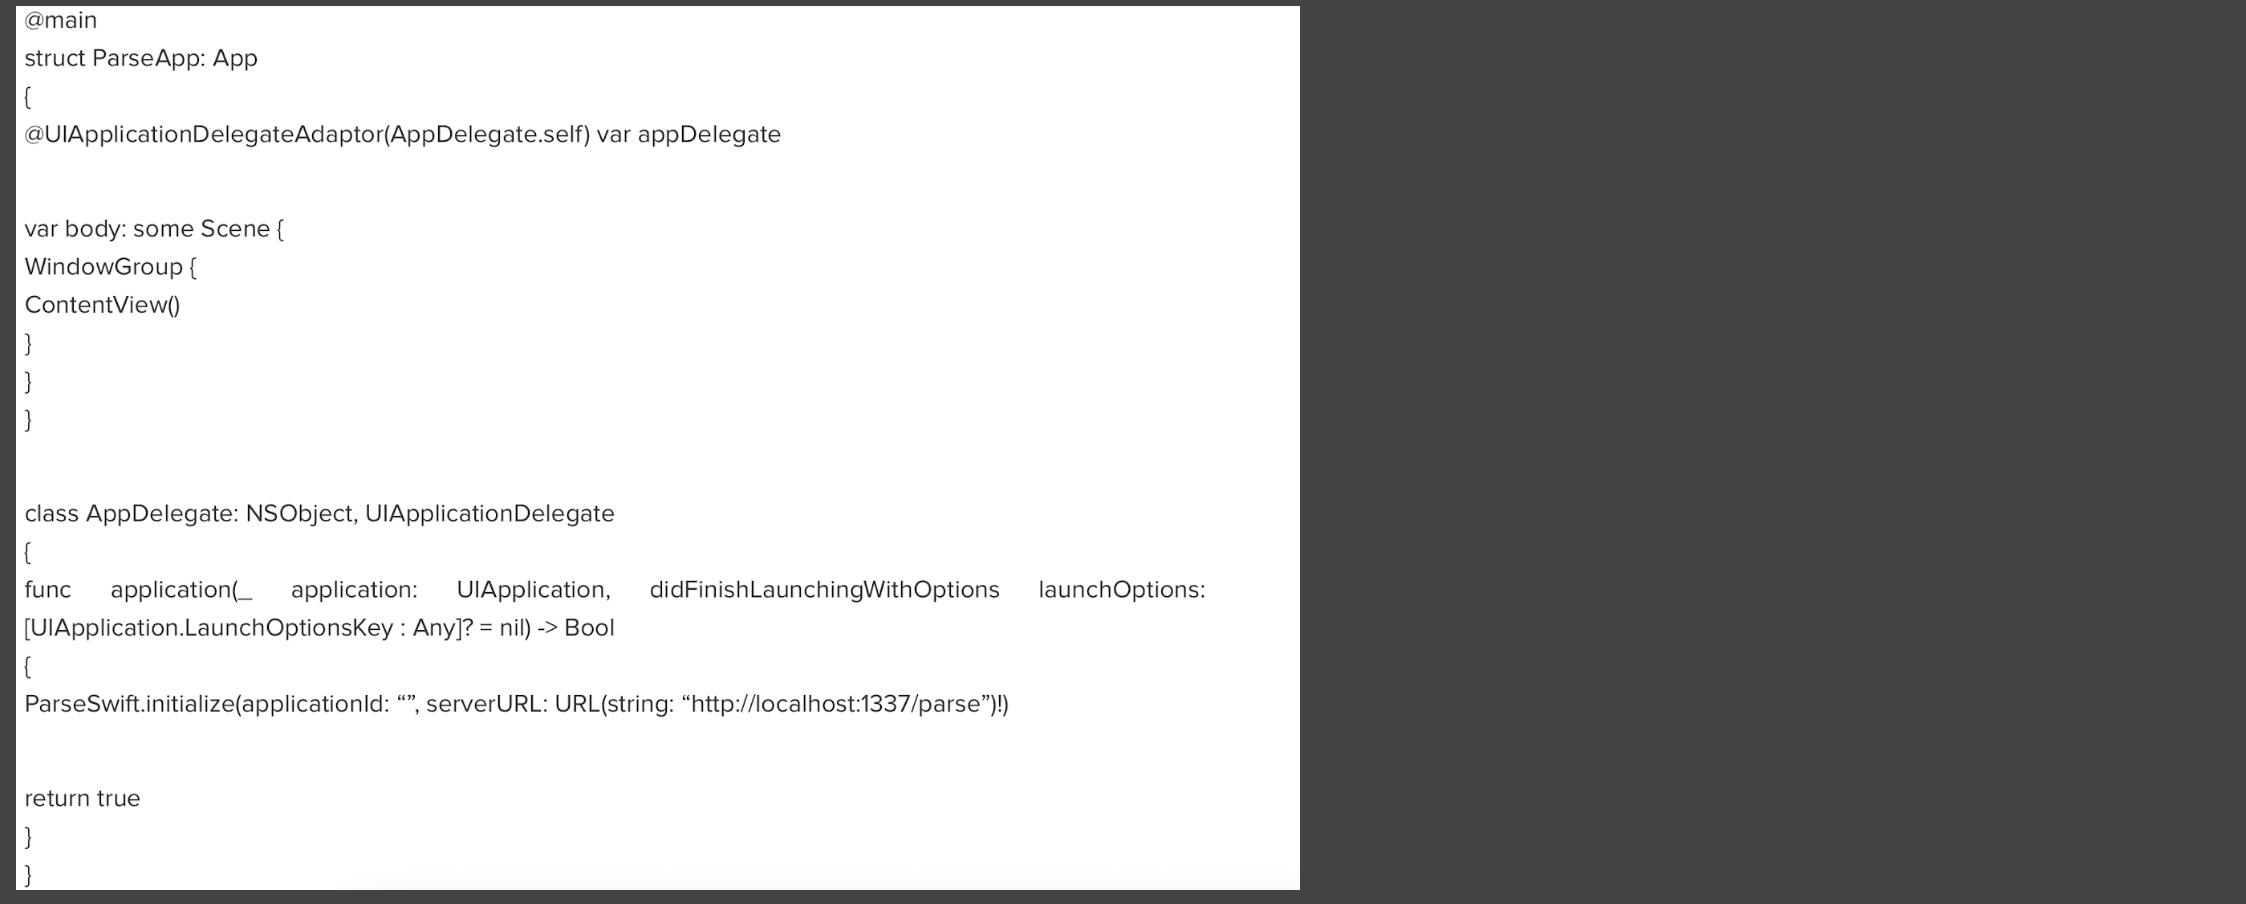 @main
struct ParseApp: App
{
@UIApplicationDelegateAdaptor(AppDelegate.self) var appDelegate
var body: some Scene {
WindowGroup {
ContentView()
}
}
}
class AppDelegate: NSObject, UIApplicationDelegate
{
func application(_ application: UIApplication, didFinishLaunchingWithOptions launchOptions:
[UIApplication.LaunchOptionsKey : Any]? = nil) -> Bool
{
ParseSwift.initialize(applicationId: “”, serverURL: URL(string: “http://localhost:1337/parse”)!)
return true
}
}